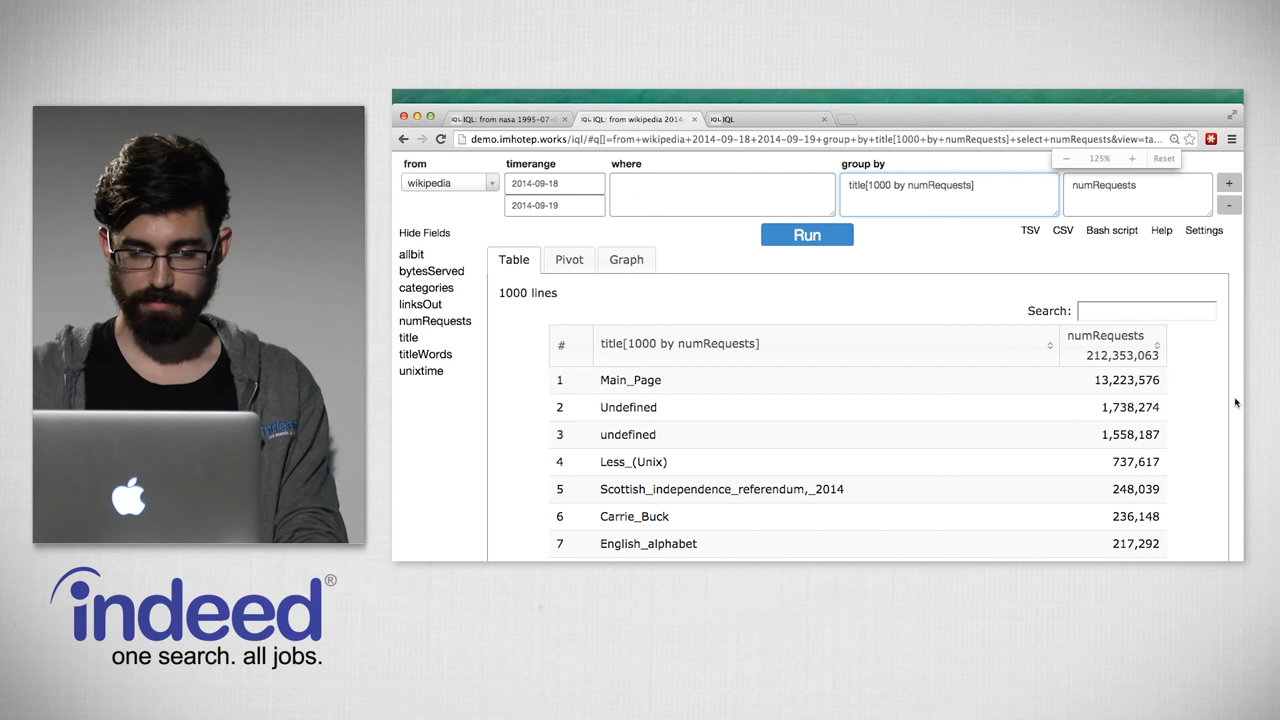 IQL: from nasa 1995-07-0
IQL: from wikipedia 2014-
IQL
demo.imhotep.works/iql/#q[]=from+wikipedia+2014-09-18+2014-09-19+group+by+title[1000+by+numRequests]+select+numRequests&view=ta...
125%
Reset
from
timerange
where
group by
wikipedia
2014-09-18
2014-09-19
title[1000 by numRequests]
numRequests
+
-
Run
TSV
CSV
Bash script
Help
Settings
Hide Fields
allbit
bytesServed
categories
linksOut
numRequests
title
titleWords
unixtime
Table
Pivot
Graph
1000 lines
Search:
# title[1000 by numRequests] numRequests
212,353,063
1 Main_Page 13,223,576
2 Undefined 1,738,274
3 undefined 1,558,187
4 Less_(Unix) 737,617
5 Scottish_independence_referendum,_2014 248,039
6 Carrie_Buck 236,148
7 English_alphabet 217,292
indeed
indeed®
one search. all jobs.